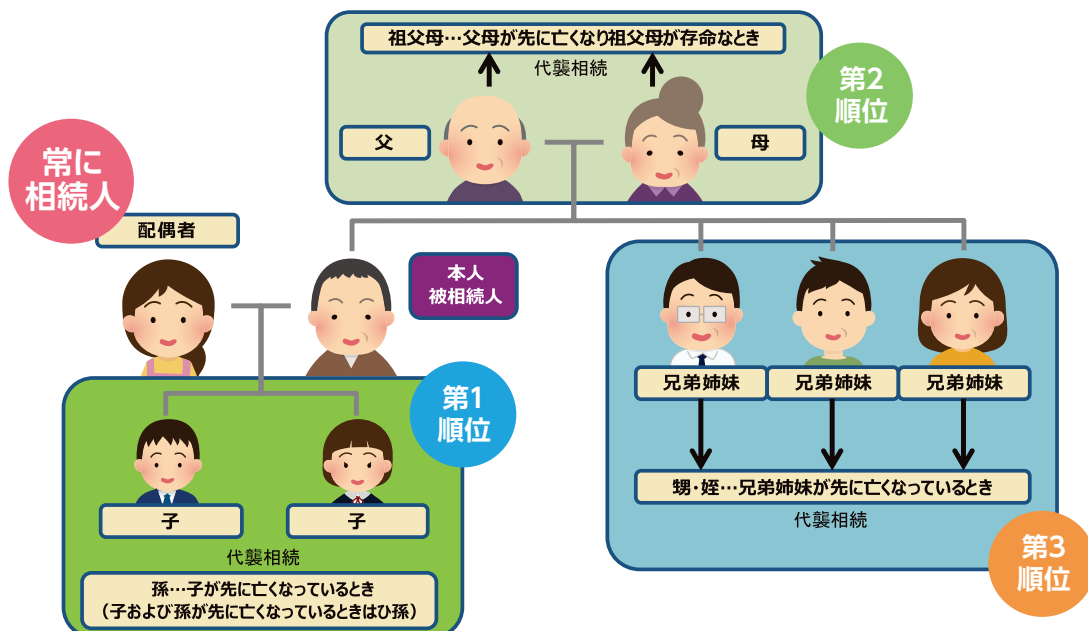 祖父母…父母が先に亡くなり祖父母が存命なとき
代襲相続
第2
順位
父
母
常に
相続人
配偶者
本人
被相続人
兄弟姉妹
兄弟姉妹
兄弟姉妹
第1
順位
甥・姪…兄弟姉妹が先に亡くなっているとき
代襲相続
子
子
第3
順位
代襲相続
孫…子が先に亡くなっているとき
（子および孫が先に亡くなっているときはひ孫）